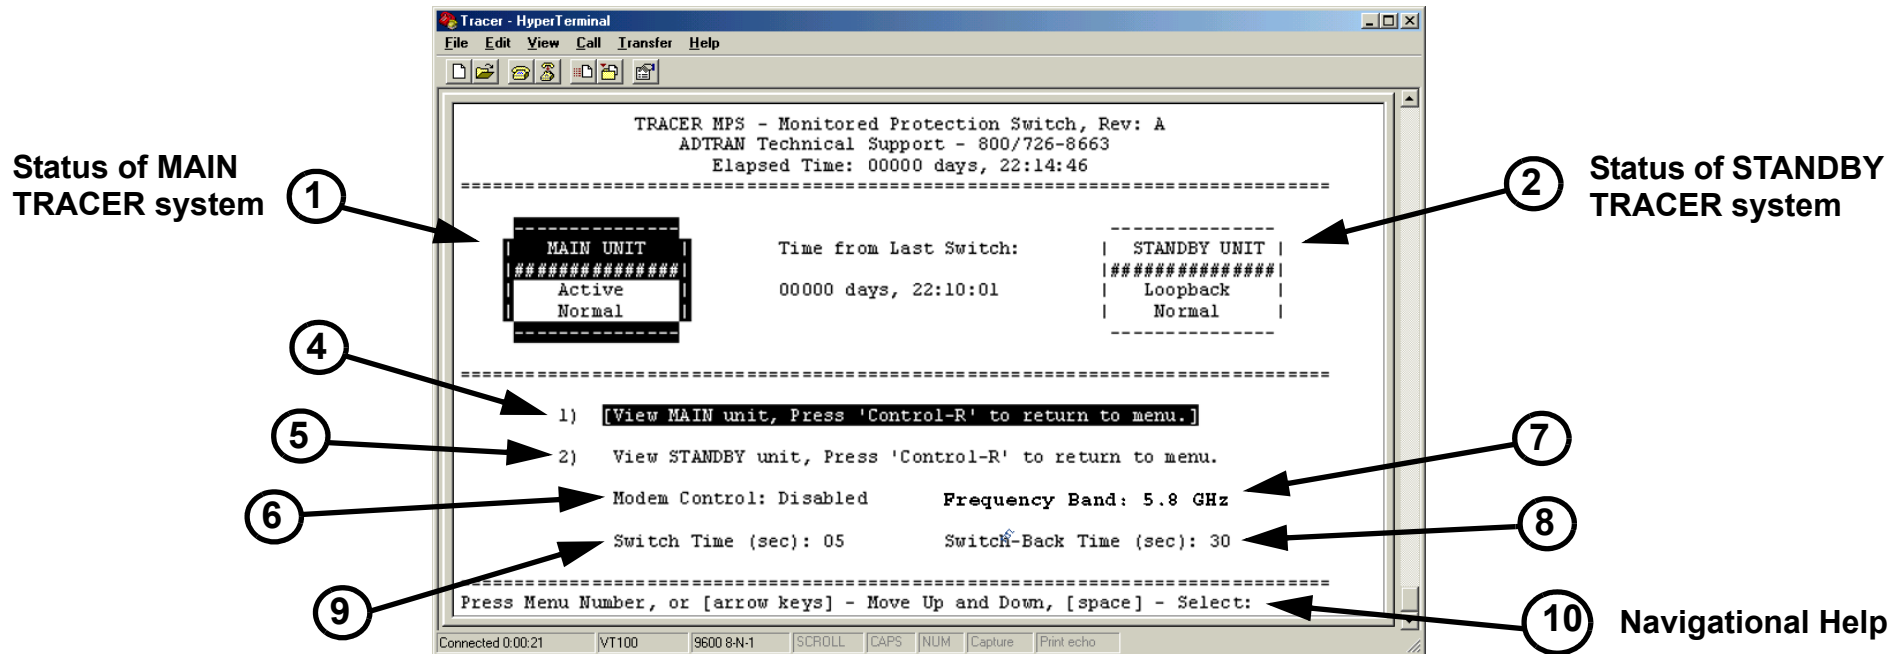 Tracer - HyperTerminal
File Edit View Call Transfer Help
TRACER MPS - Monitored Protection Switch, Rev: A
ADTRAN Technical Support - 800/726-8663
Elapsed Time: 00000 days, 22:14:46
================================================================================
Status of MAIN
TRACER system
1
2
Status of STANDBY
TRACER system
---------------
| MAIN UNIT |
|###############|
| Active |
| Normal |
---------------
Time from Last Switch:
00000 days, 22:10:01
---------------
| STANDBY UNIT |
|###############|
| Loopback |
| Normal |
---------------
================================================================================
4
1) [View MAIN unit, Press 'Control-R' to return to menu.]
5
2) View STANDBY unit, Press 'Control-R' to return to menu.
7
6
Modem Control: Disabled Frequency Band: 5.8 GHz
8
Switch Time (sec): 05 Switch-Back Time (sec): 30
9
================================================================================
Press Menu Number, or [arrow keys] - Move Up and Down, [space] - Select:
10
Navigational Help
Connected 0:00:21 VT100 9600 8-N-1 SCROLL CAPS NUM Capture Print echo